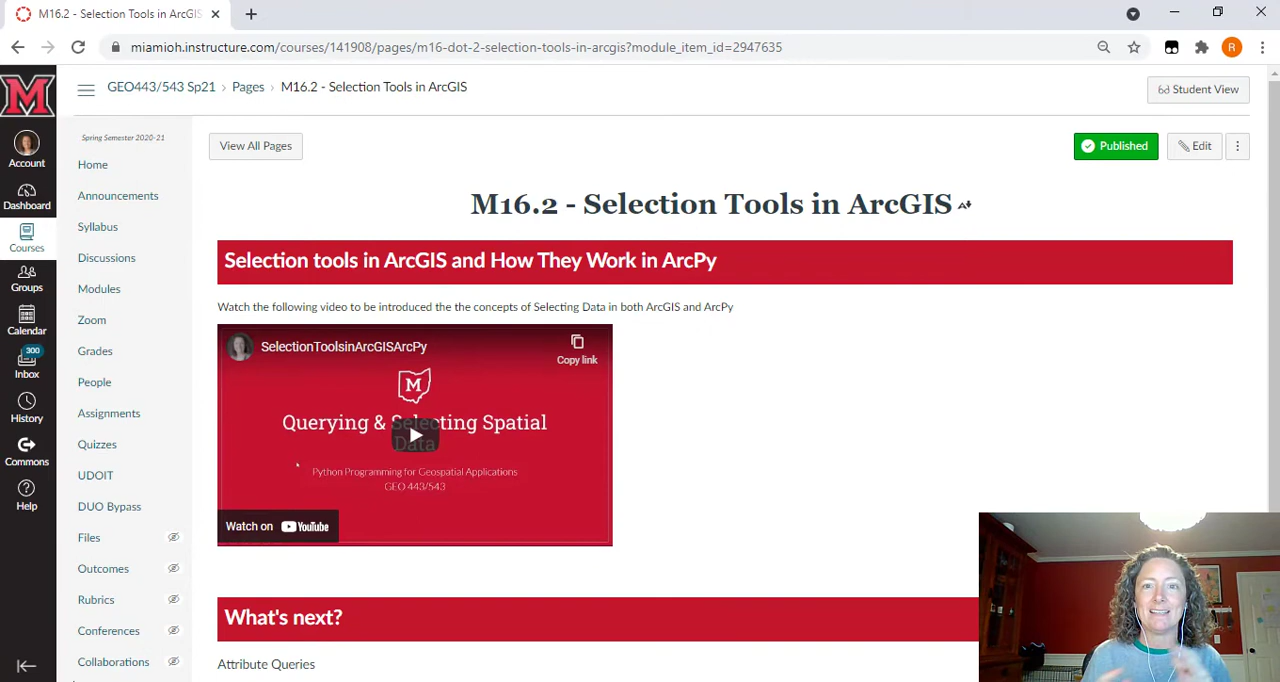 M16.2 - Selection Tools in ArcGIS
miamioh.instructure.com/courses/141908/pages/m16-dot-2-selection-tools-in-arcgis?module_item_id=2947635
R
M
GEO443/543 Sp21 › Pages › M16.2 - Selection Tools in ArcGIS
Student View
Account
Dashboard
Courses
Groups
Calendar
300
Inbox
History
Commons
Help
Spring Semester 2020-21
Home
Announcements
Syllabus
Discussions
Modules
Zoom
Grades
People
Assignments
Quizzes
UDOIT
DUO Bypass
Files
Outcomes
Rubrics
Conferences
Collaborations
View All Pages
Published
Edit
M16.2 - Selection Tools in ArcGIS
Selection tools in ArcGIS and How They Work in ArcPy
Watch the following video to be introduced the the concepts of Selecting Data in both ArcGIS and ArcPy
SelectionToolsinArcGISArcPy
Copy link
M
Querying & Selecting Spatial
Data
Python Programming for Geospatial Applications
GEO 443/543
Watch on YouTube
What's next?
Attribute Queries